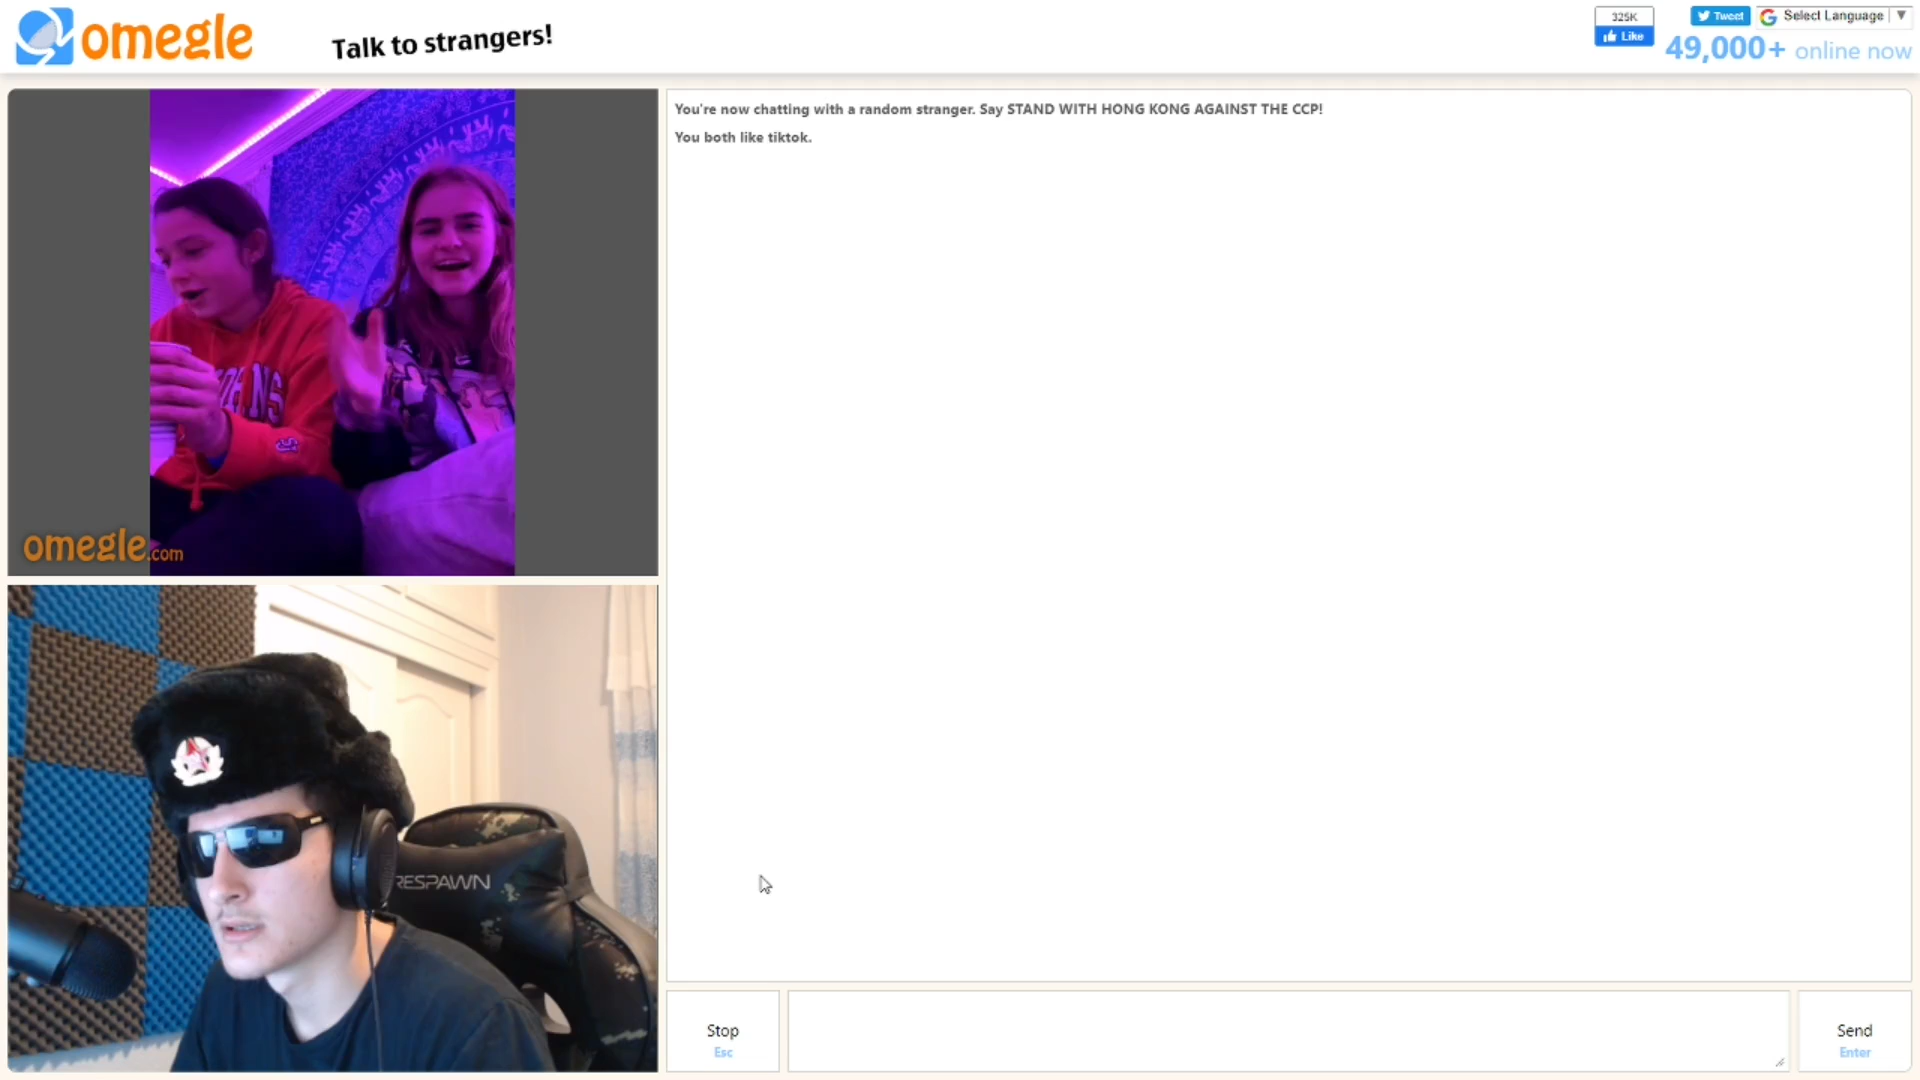 omegle
Talk to strangers!
325K
Like
Tweet
Select Language
49,000+ online now
You're now chatting with a random stranger. Say STAND WITH HONG KONG AGAINST THE CCP!
You both like tiktok.
omegle.com
RESPAWN
Stop
Esc
Send
Enter